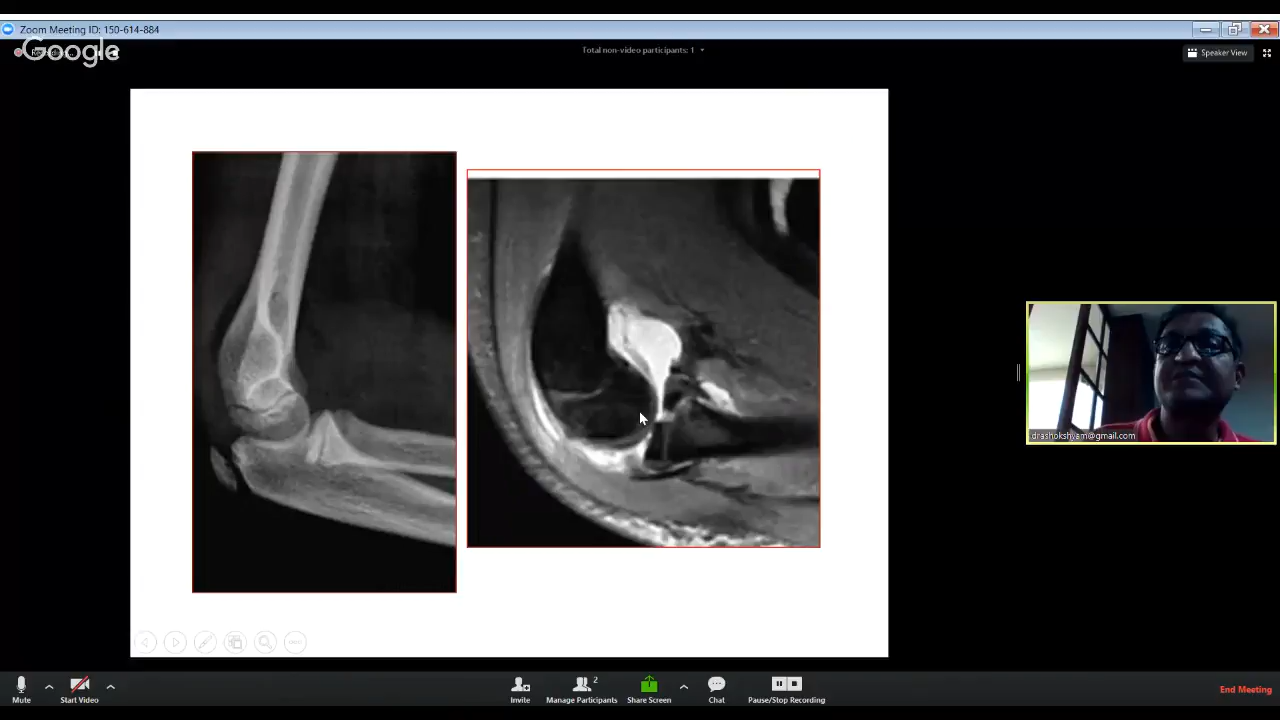 Zoom Meeting ID: 150-614-884
Google
Total non-video participants: 1
Speaker View
drashokshyam@gmail.com
2
Mute
Start Video
Invite
Manage Participants
Share Screen
Chat
Pause/Stop Recording
End Meeting